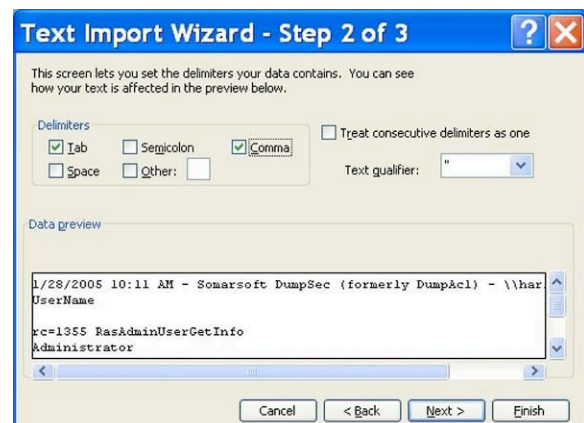 Text Import Wizard - Step 2 of 3
This screen lets you set the delimiters your data contains. You can see
how your text is affected in the preview below.
Delimiters
Tab Semicolon Comma
Space Other:
Treat consecutive delimiters as one
Text qualifier: "
Data preview
1/28/2005 10:11 AM - Somarsoft DumpSec (formerly DumpAcl) - \\har
UserName
rc=1355 RasAdminUserGetInfo
Administrator
Cancel < Back Next > Finish